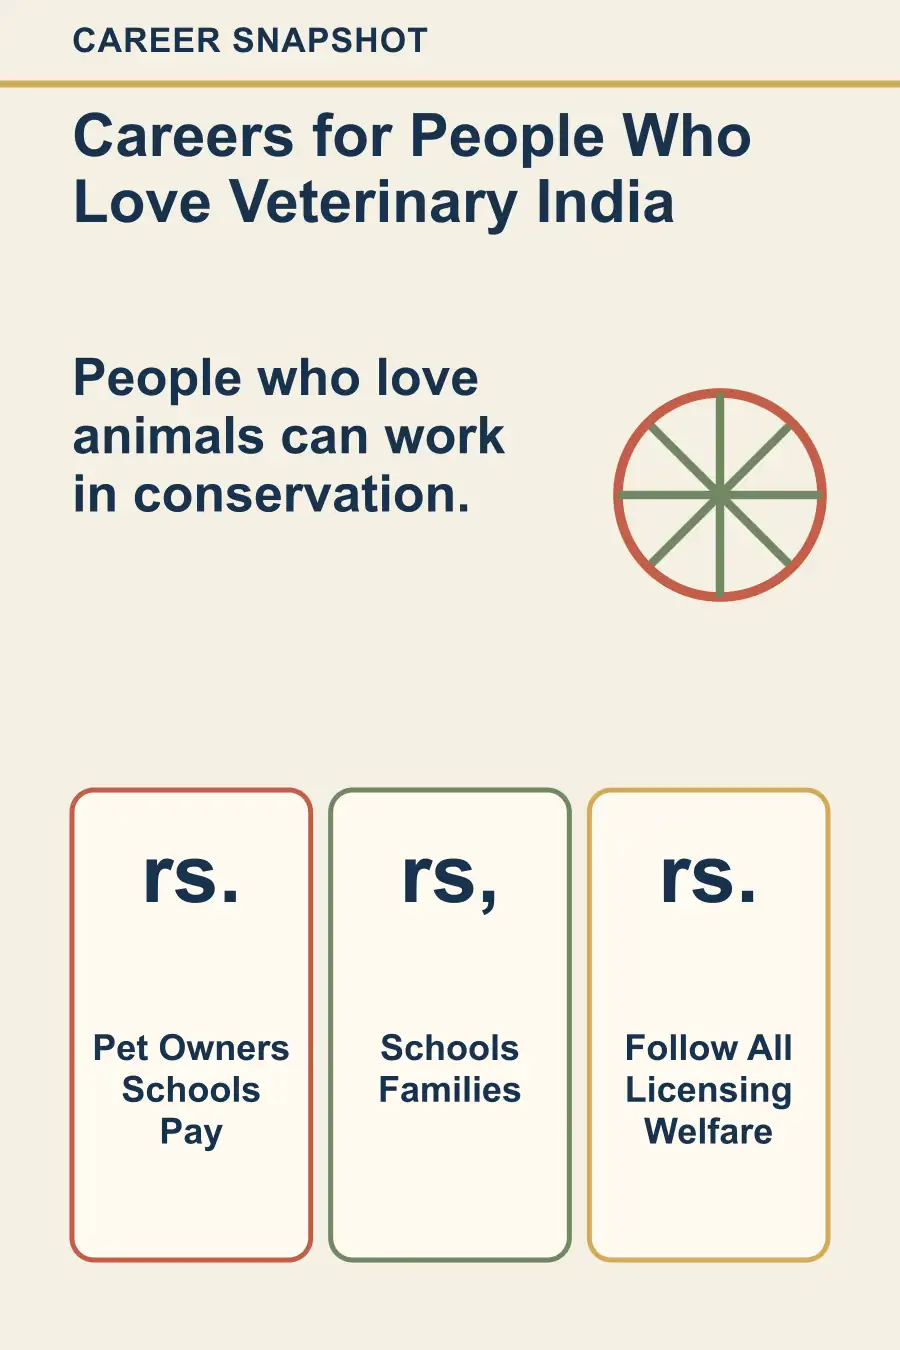 CAREER SNAPSHOT
Careers for People Who
Love Veterinary India
People who love
animals can work
in conservation.
rs.
Pet Owners
Schools
Pay
rs,
Schools
Families
rs.
Follow All
Licensing
Welfare